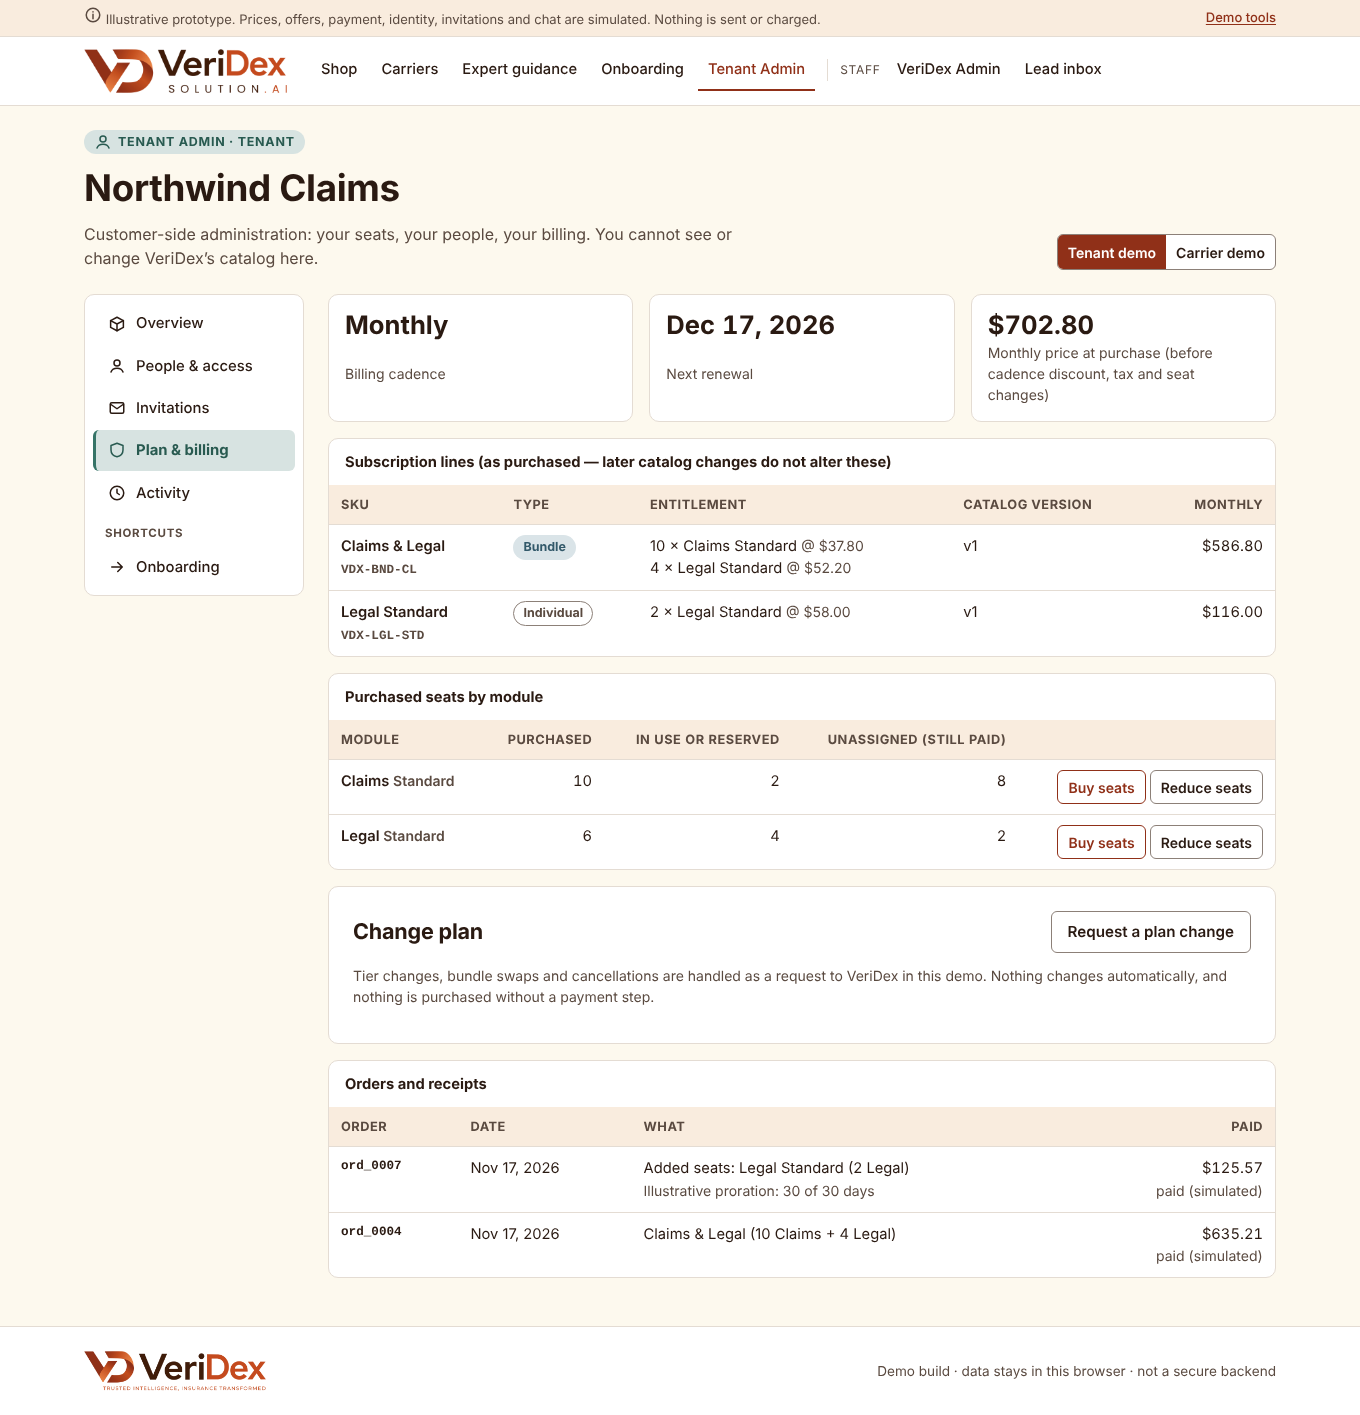 Illustrative prototype. Prices, offers, payment, identity, invitations and chat are simulated. Nothing is sent or charged.
Demo tools
VeriDex
SOLUTION.AI
Shop
Carriers
Expert guidance
Onboarding
Tenant Admin
STAFF
VeriDex Admin
Lead inbox
TENANT ADMIN · TENANT
Northwind Claims
Customer-side administration: your seats, your people, your billing. You cannot see or
change VeriDex’s catalog here.
Tenant demo
Carrier demo
Overview
People & access
Invitations
Plan & billing
Activity
SHORTCUTS
Onboarding
Monthly
Billing cadence
Dec 17, 2026
Next renewal
$702.80
Monthly price at purchase (before
cadence discount, tax and seat
changes)
Subscription lines (as purchased — later catalog changes do not alter these)
SKU TYPE ENTITLEMENT CATALOG VERSION MONTHLY
Claims & Legal Bundle 10 × Claims Standard @ $37.80 v1 $586.80
VDX-BND-CL 4 × Legal Standard @ $52.20
Legal Standard Individual 2 × Legal Standard @ $58.00 v1 $116.00
VDX-LGL-STD
Purchased seats by module
MODULE PURCHASED IN USE OR RESERVED UNASSIGNED (STILL PAID)
Claims Standard 10 2 8 Buy seats Reduce seats
Legal Standard 6 4 2 Buy seats Reduce seats
Change plan
Request a plan change
Tier changes, bundle swaps and cancellations are handled as a request to VeriDex in this demo. Nothing changes automatically, and
nothing is purchased without a payment step.
Orders and receipts
ORDER DATE WHAT PAID
ord_0007 Nov 17, 2026 Added seats: Legal Standard (2 Legal) $125.57
Illustrative proration: 30 of 30 days paid (simulated)
ord_0004 Nov 17, 2026 Claims & Legal (10 Claims + 4 Legal) $635.21
paid (simulated)
VeriDex
TRUSTED INTELLIGENCE, INSURANCE TRANSFORMED
Demo build · data stays in this browser · not a secure backend